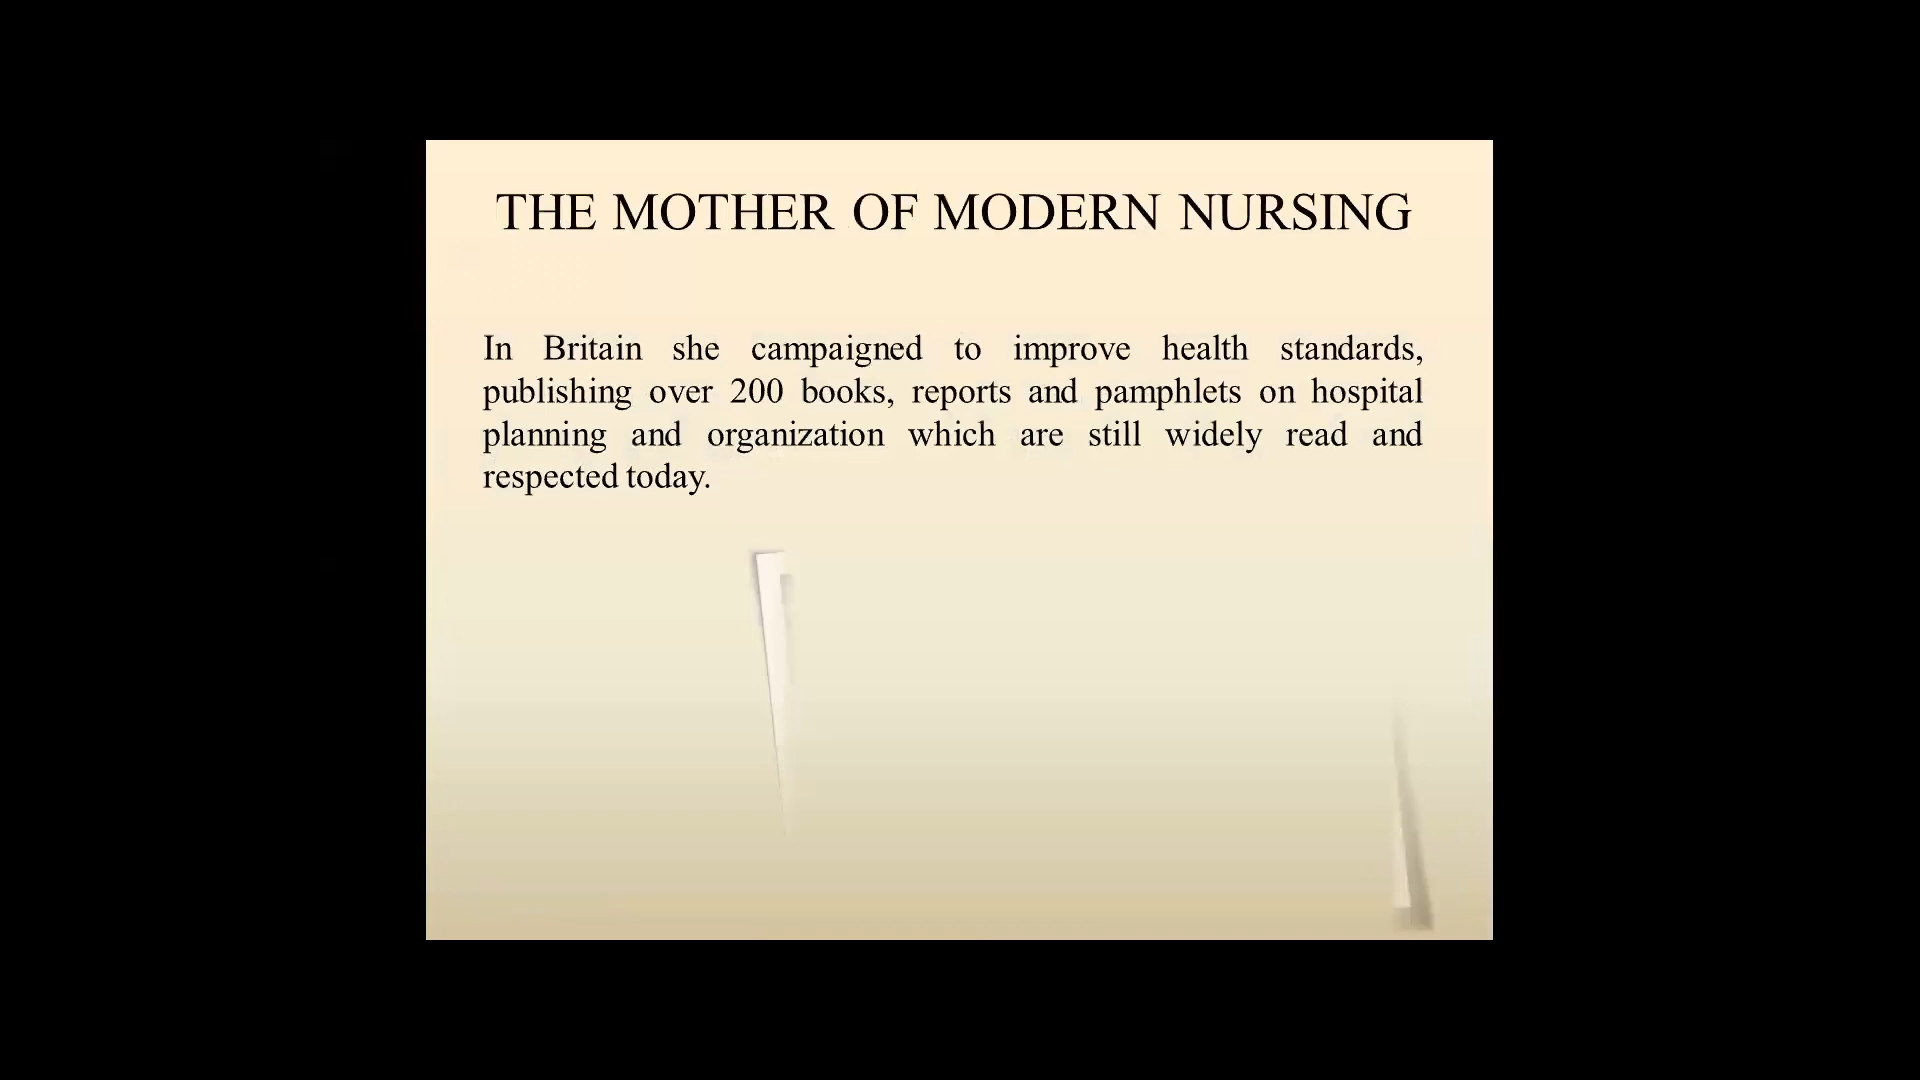 THE MOTHER OF MODERN NURSING
In Britain she campaigned to improve health standards,
publishing over 200 books, reports and pamphlets on hospital
planning and organization which are still widely read and
respected today.